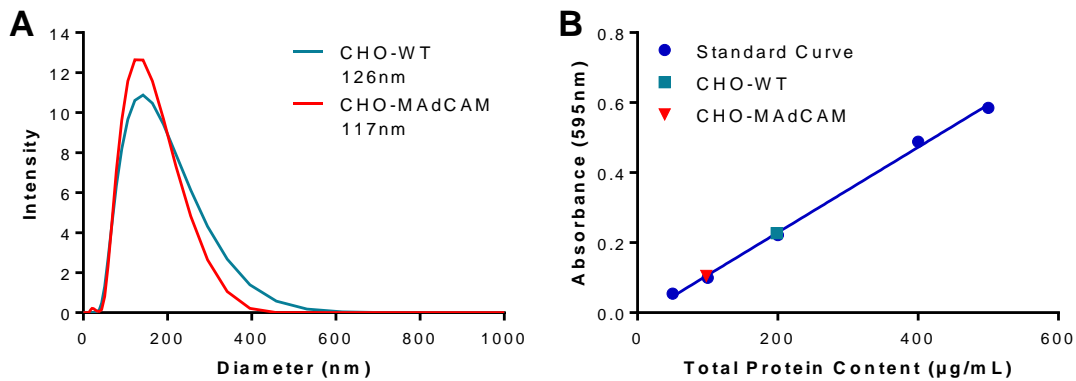 A
Intensity
14
12
10
8
6
4
2
0
0
200
400
600
800
1000
Diameter (nm)
CHO-WT
126nm
CHO-MAdCAM
117nm
B
Absorbance (595nm)
0.8
0.6
0.4
0.2
0.0
0
200
400
600
Total Protein Content (µg/mL)
Standard Curve
CHO-WT
CHO-MAdCAM